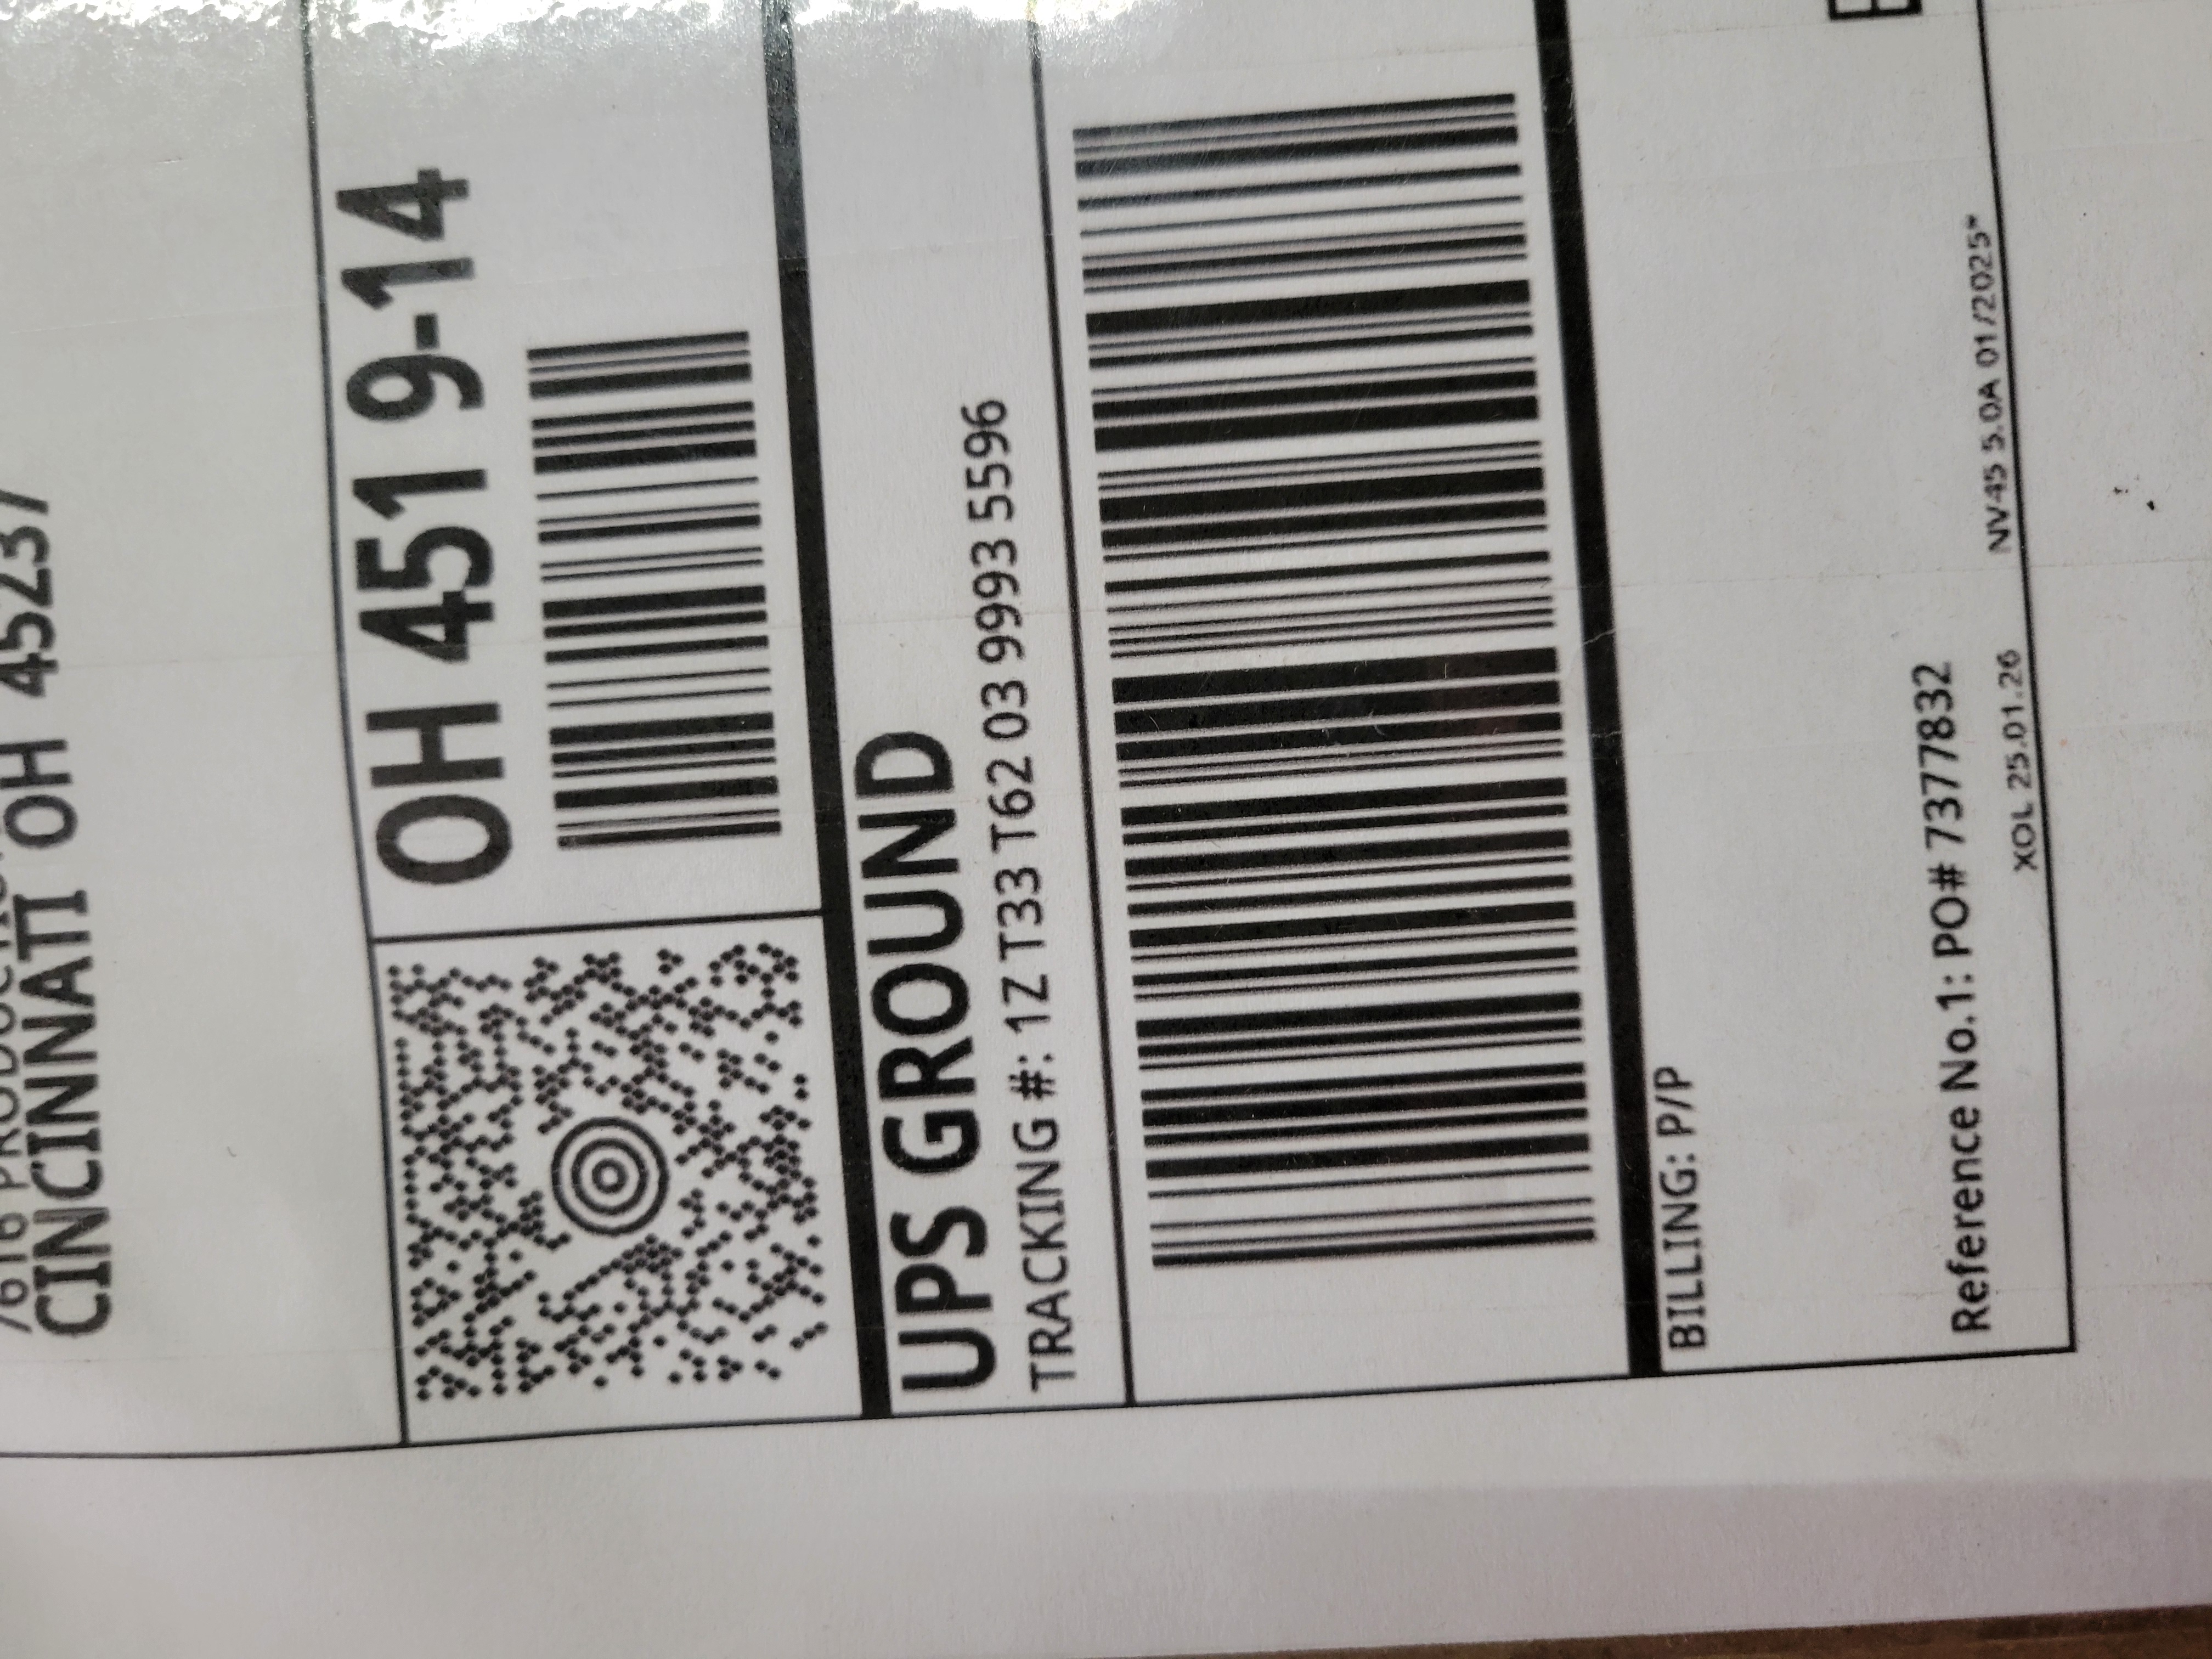 CINCINNATI OH 45237
OH 451 9-14
UPS GROUND
TRACKING #: 1Z T33 T62 03 9993 5596
BILLING: P/P
Reference No.1: PO# 7377832
XOL 25.01.26 NV45 5.0A 01/2025*